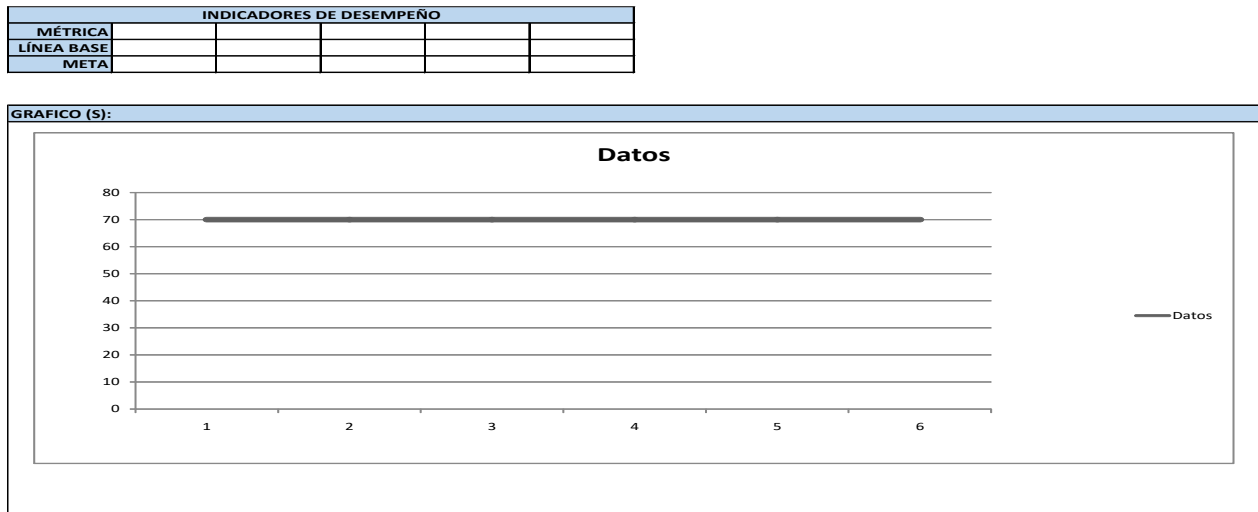 INDICADORES DE DESEMPEÑO
MÉTRICA
LÍNEA BASE
META
GRAFICO (S):
Datos
80
70
60
50
40
30
20
10
0
1 2 3 4 5 6
Datos